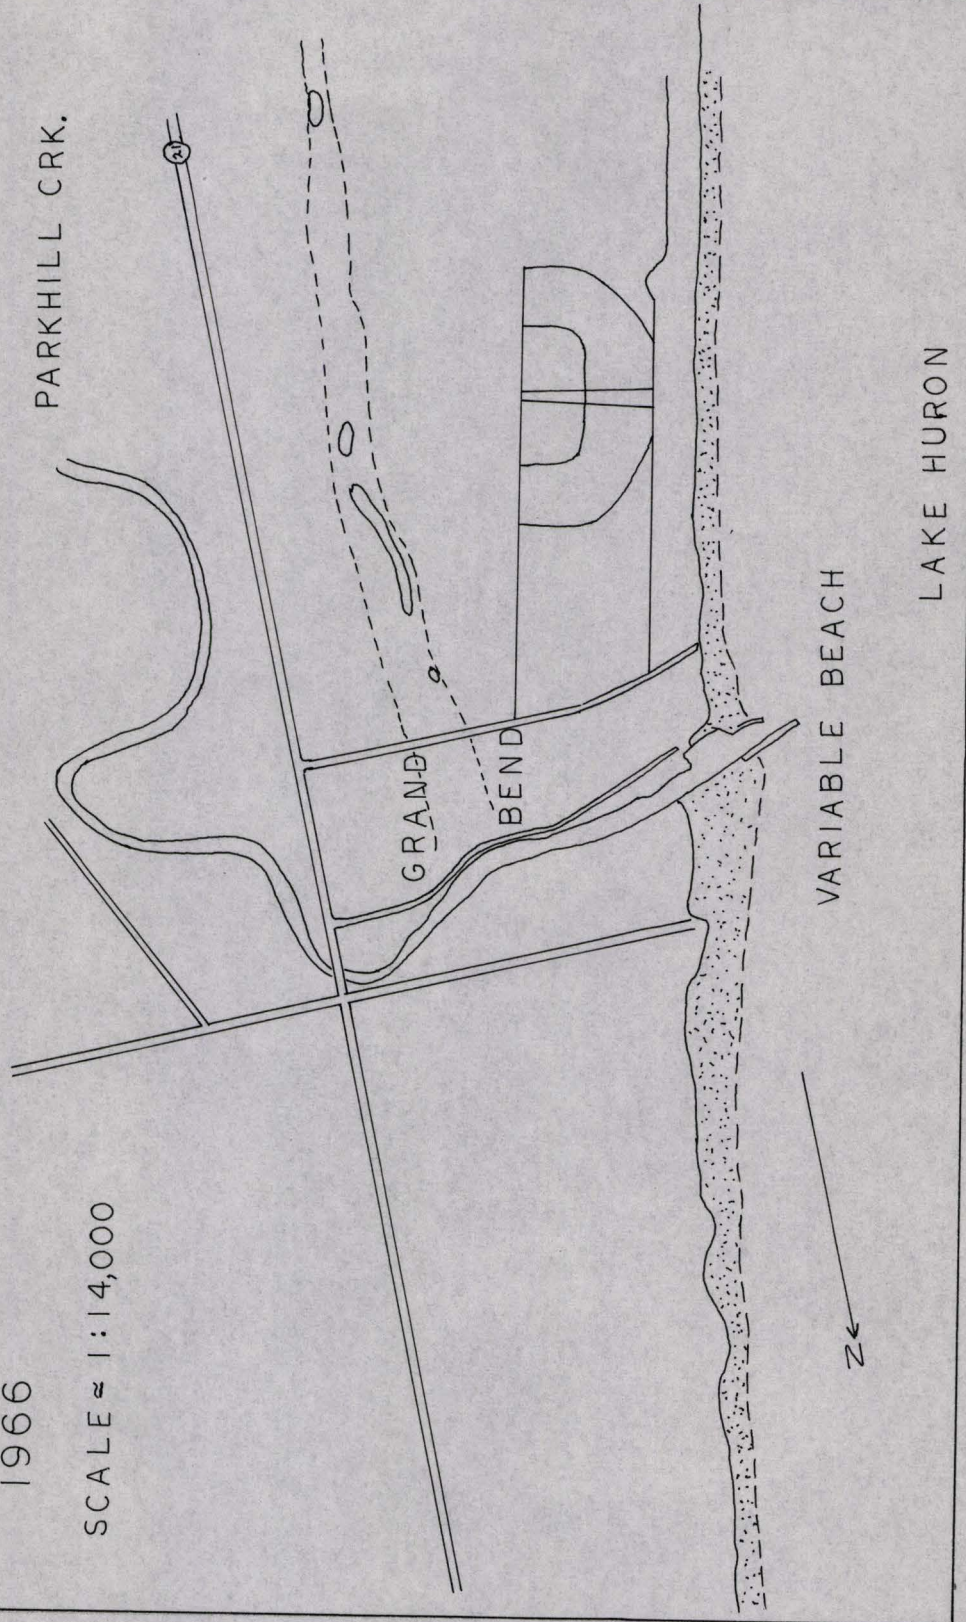 1966
SCALE ≈ 1:14,000
PARKHILL CRK.
21
GRAND
BEND
VARIABLE BEACH
LAKE HURON
N